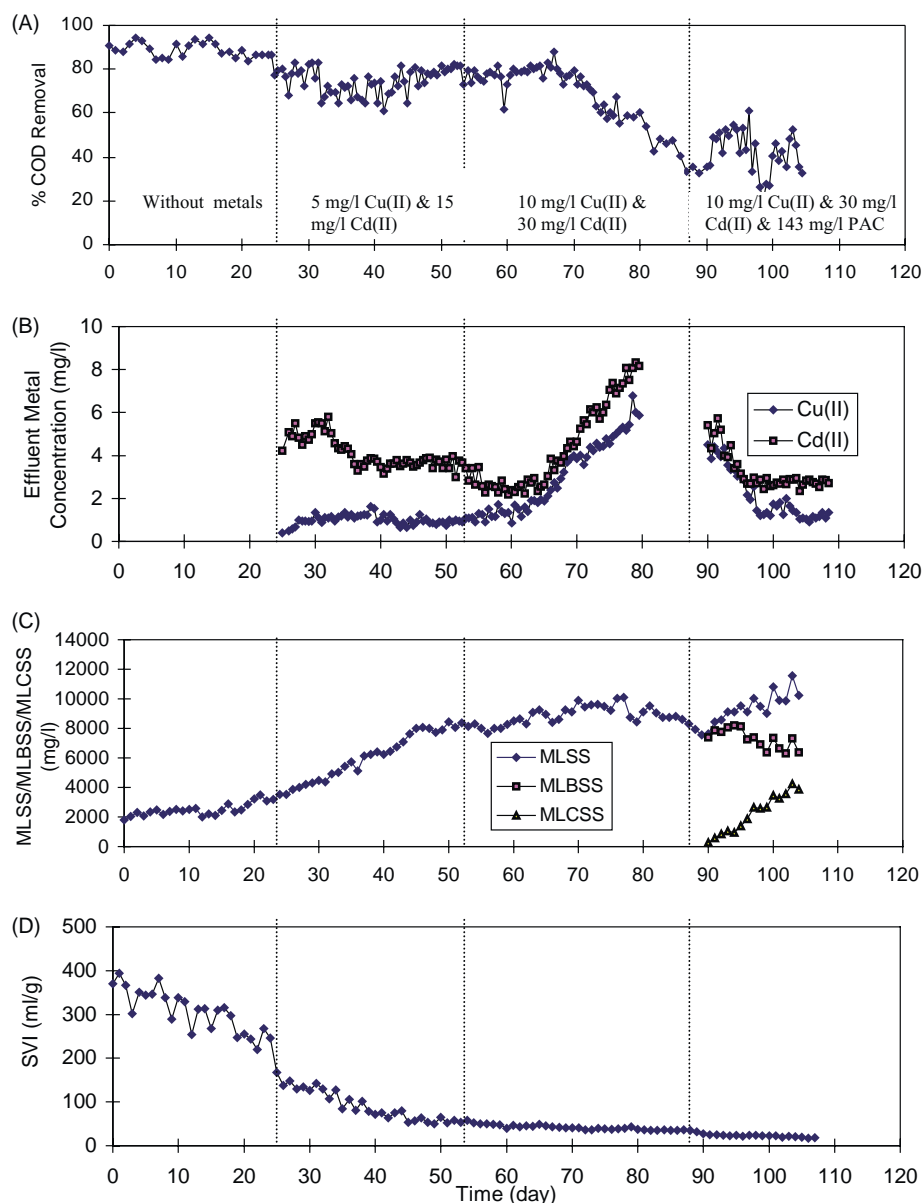 (A)
% COD Removal
100
80
60
40
20
0
Without metals
5 mg/l Cu(II) & 15
mg/l Cd(II)
10 mg/l Cu(II) &
30 mg/l Cd(II)
10 mg/l Cu(II) & 30 mg/l
Cd(II) & 143 mg/l PAC
0 10 20 30 40 50 60 70 80 90 100 110 120
(B)
Effluent Metal
Concentration (mg/l)
10
8
6
4
2
0
Cu(II)
Cd(II)
0 10 20 30 40 50 60 70 80 90 100 110 120
(C)
MLSS/MLBSS/MLCSS
(mg/l)
14000
12000
10000
8000
6000
4000
2000
0
MLSS
MLBSS
MLCSS
0 10 20 30 40 50 60 70 80 90 100 110 120
(D)
SVI (ml/g)
500
400
300
200
100
0
0 10 20 30 40 50 60 70 80 90 100 110 120
Time (day)